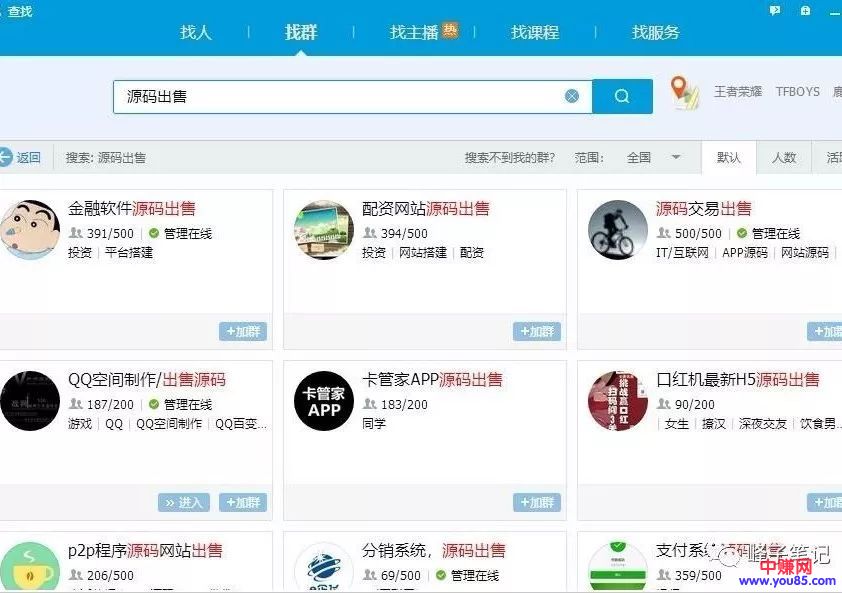 查找
找人 找群 找主播 热 找课程 找服务
源码出售
王者荣耀 TFBOYS
返回 搜索: 源码出售 搜索不到我的群? 范围: 全国 默认 人数
金融软件源码出售
391/500 管理在线
投资 平台搭建
+加群
配资网站源码出售
394/500
投资 网站搭建 配资
+加群
源码交易出售
500/500 管理在线
IT/互联网 APP源码 网站源码
+加
QQ空间制作/出售源码
187/200 管理在线
游戏 QQ QQ空间制作 QQ百变...
进入 +加群
卡管家
APP
卡管家APP源码出售
183/200
同学
+加群
挑战赢口红
口红机最新H5源码出售
90/200
女生 撩汉 深夜交友 饮食男...
+加
p2p程序源码网站出售
206/500
分销系统，源码出售
69/500 管理在线
支付系
359/500
峰子笔记
中赚网
www.you85.com